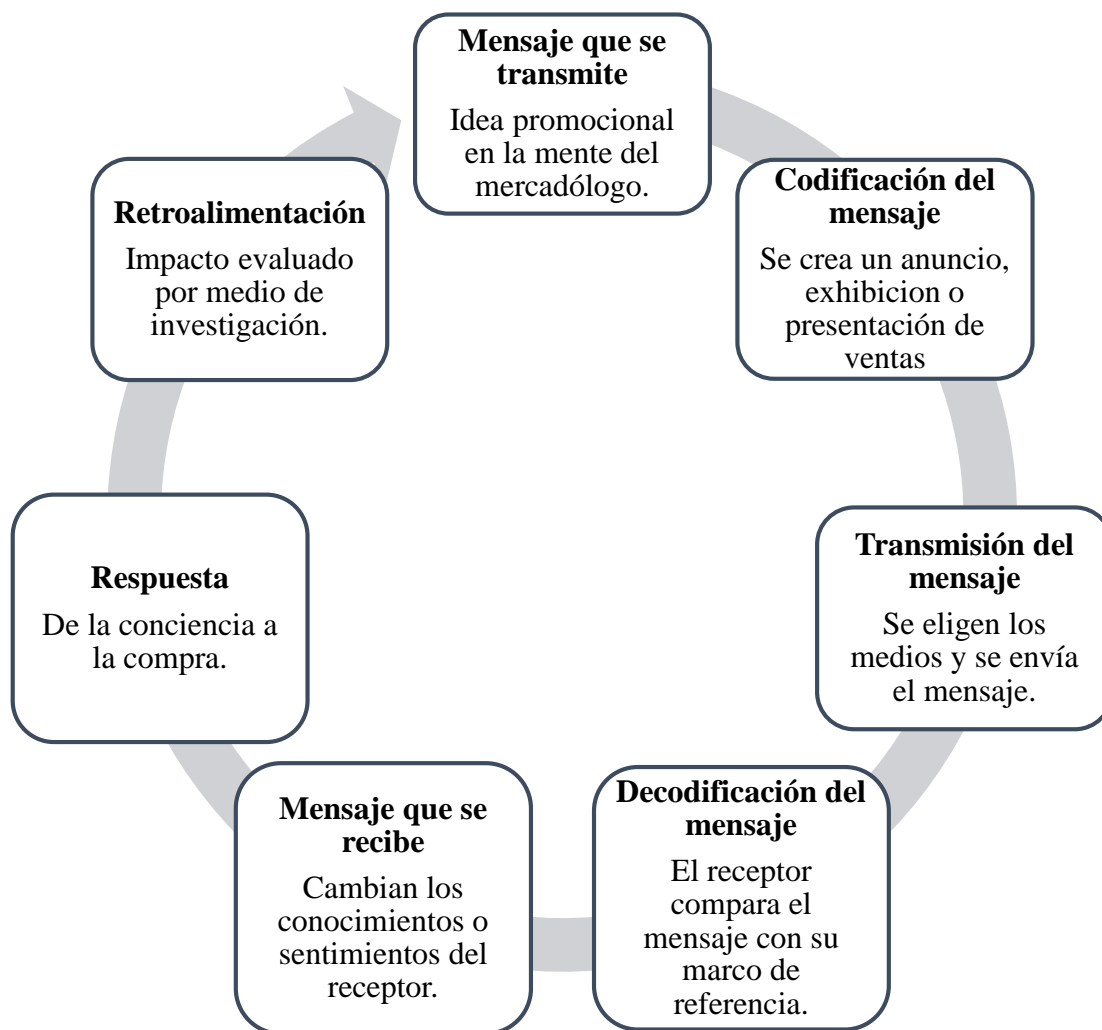 Mensaje que se
transmite
Idea promocional
en la mente del
mercadólogo.
Codificación del
mensaje
Se crea un anuncio,
exhibicion o
presentación de
ventas
Transmisión del
mensaje
Se eligen los
medios y se envía
el mensaje.
Decodificación del
mensaje
El receptor
compara el
mensaje con su
marco de
referencia.
Mensaje que se
recibe
Cambian los
conocimientos o
sentimientos del
receptor.
Respuesta
De la conciencia a
la compra.
Retroalimentación
Impacto evaluado
por medio de
investigación.